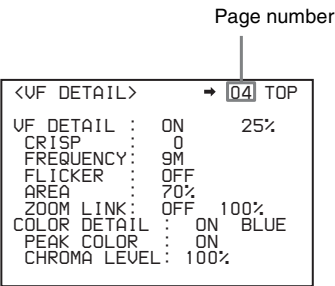 Page number
<VF DETAIL> → 04 TOP
VF DETAIL : ON 25%
CRISP : 0
FREQUENCY: 9M
FLICKER : OFF
AREA : 70%
ZOOM LINK: OFF 100%
COLOR DETAIL : ON BLUE
PEAK COLOR : ON
CHROMA LEVEL: 100%